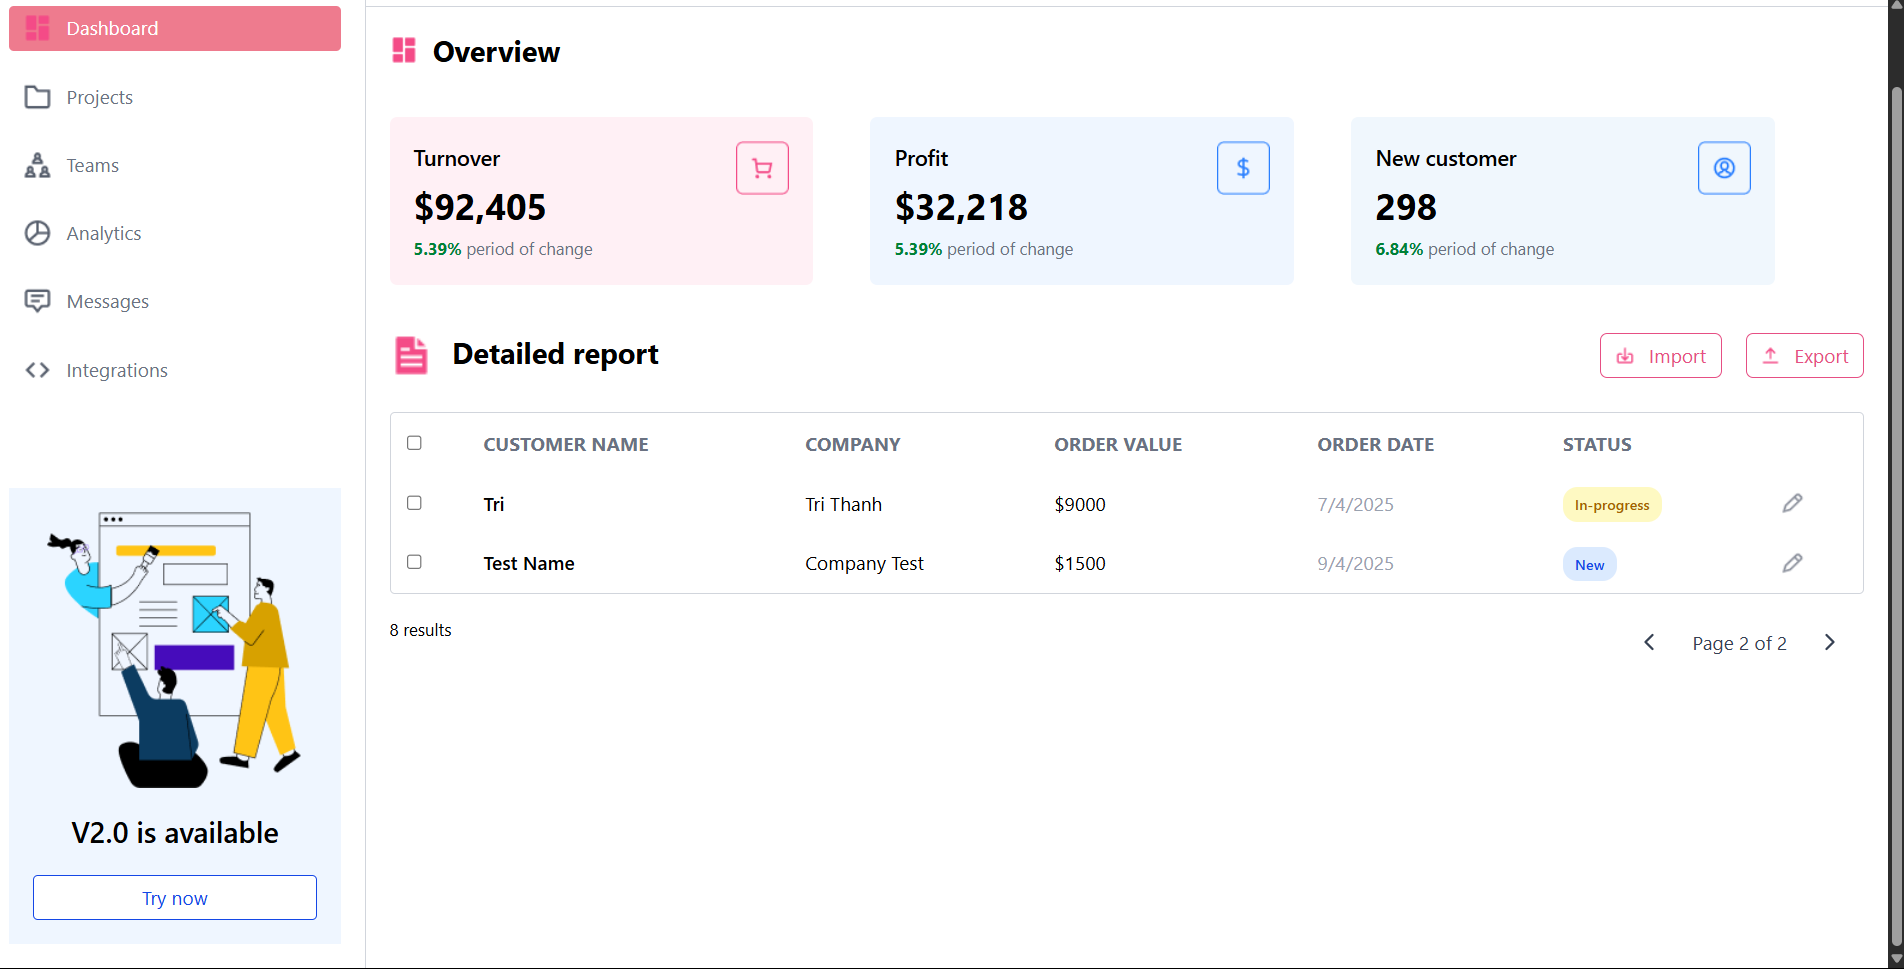 Dashboard
Projects
Teams
Analytics
Messages
Integrations
V2.0 is available
Try now
Overview
Turnover
$92,405
5.39% period of change
Profit
$32,218
5.39% period of change
New customer
298
6.84% period of change
Detailed report
Import
Export
CUSTOMER NAME COMPANY ORDER VALUE ORDER DATE STATUS
Tri Tri Thanh $9000 7/4/2025 In-progress
Test Name Company Test $1500 9/4/2025 New
8 results
Page 2 of 2